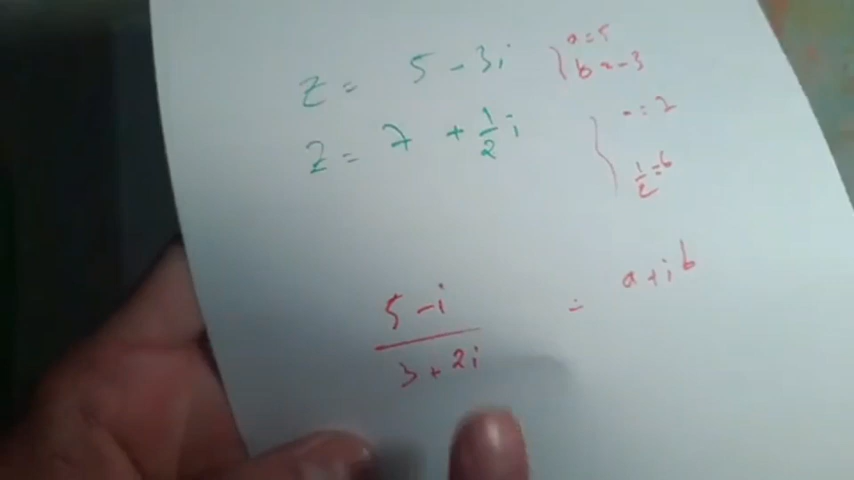 z = 5 - 3i { a = 5
b = -3
z = 7 + 1/2 i { a = 7
1/2 = b
5 - i / 3 + 2i = a + ib